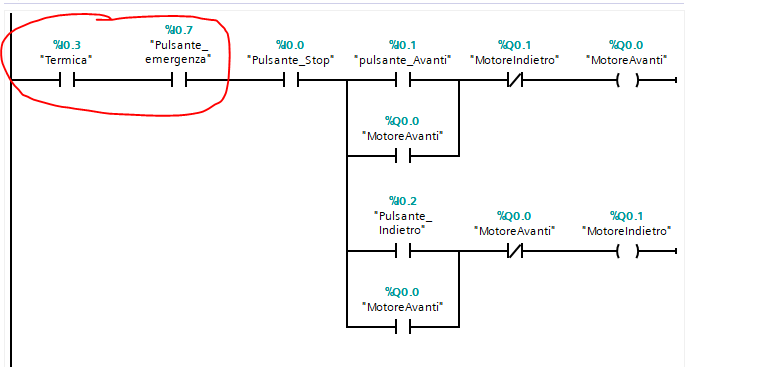 %I0.7
%I0.3 "Pulsante_ %I0.0 %I0.1 %Q0.1 %Q0.0
"Termica" emergenza" "Pulsante_Stop" "pulsante_Avanti" "MotoreIndietro" "MotoreAvanti"
%Q0.0
"MotoreAvanti"
%I0.2
"Pulsante_ %Q0.0 %Q0.1
Indietro" "MotoreAvanti" "MotoreIndietro"
%Q0.0
"MotoreAvanti"